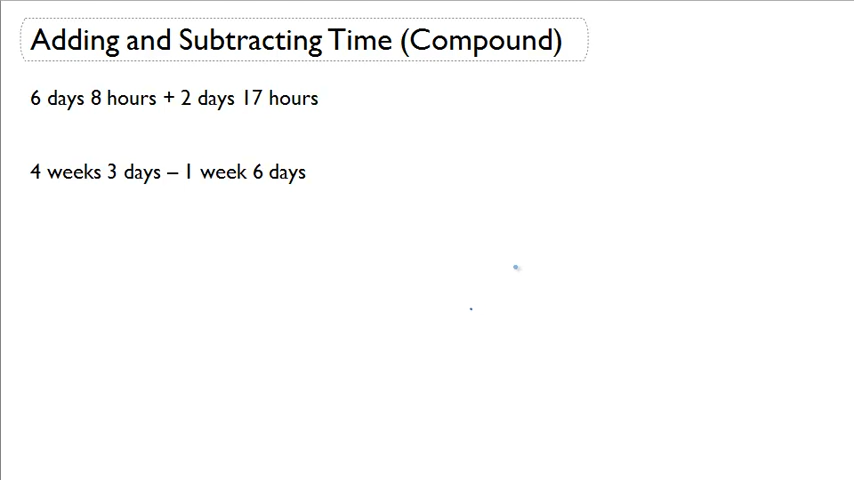 Adding and Subtracting Time (Compound)
6 days 8 hours + 2 days 17 hours
4 weeks 3 days – 1 week 6 days